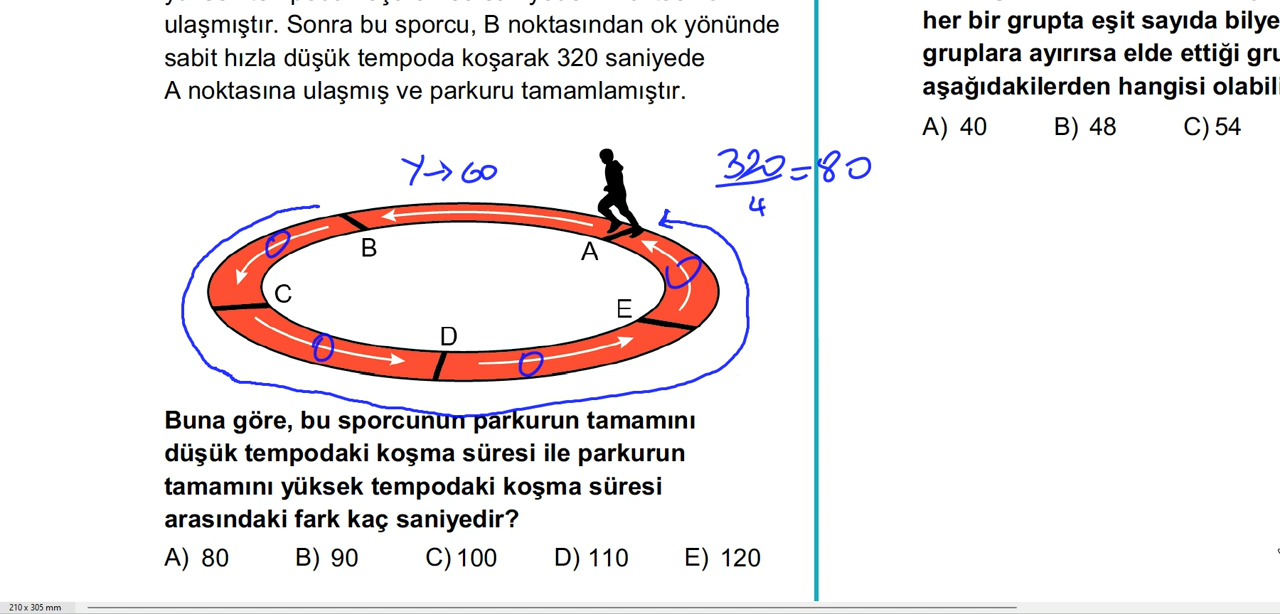 ulaşmıştır. Sonra bu sporcu, B noktasından ok yönünde
sabit hızla düşük tempoda koşarak 320 saniyede
A noktasına ulaşmış ve parkuru tamamlamıştır.
Y→60
320/4=80
B
A
C
E
D
Buna göre, bu sporcunun parkurun tamamını
düşük tempodaki koşma süresi ile parkurun
tamamını yüksek tempodaki koşma süresi
arasındaki fark kaç saniyedir?
A) 80 B) 90 C) 100 D) 110 E) 120
her bir grupta eşit sayıda bilye
gruplara ayırırsa elde ettiği
aşağıdakilerden hangisi
A) 40 B) 48 C) 54
210 x 305 mm